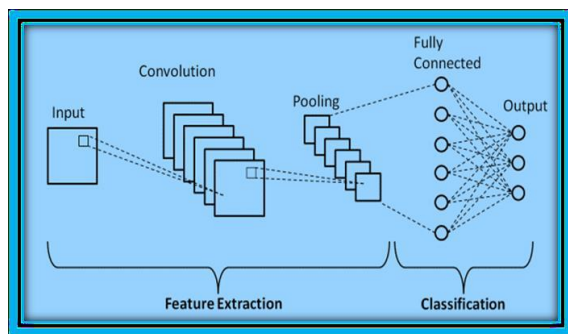 Input
Convolution
Pooling
Fully
Connected
Output
Feature Extraction
Classification